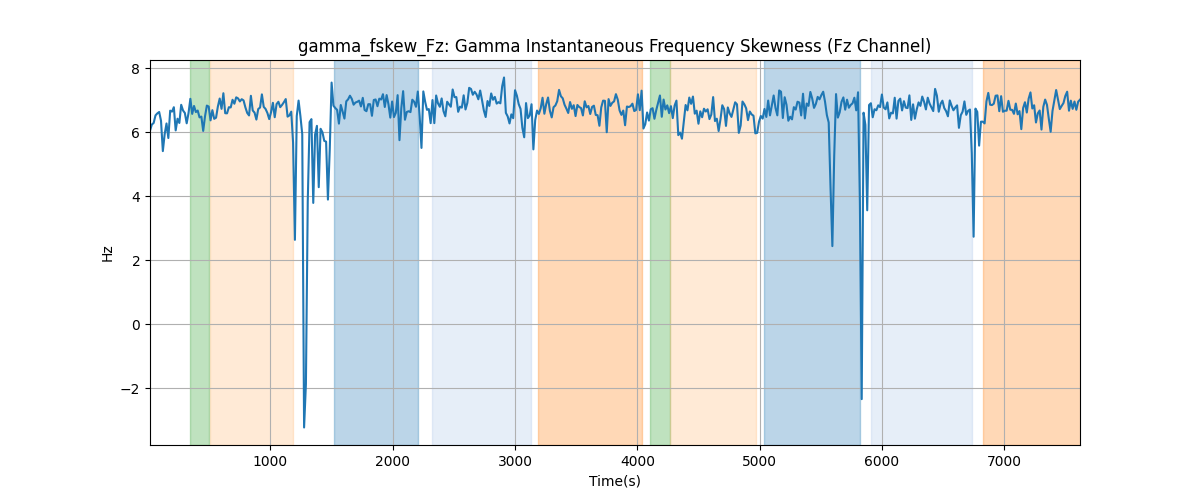 gamma_fskew_Fz: Gamma Instantaneous Frequency Skewness (Fz Channel)
8
6
4
2
0
−2
Hz
1000 2000 3000 4000 5000 6000 7000
Time(s)